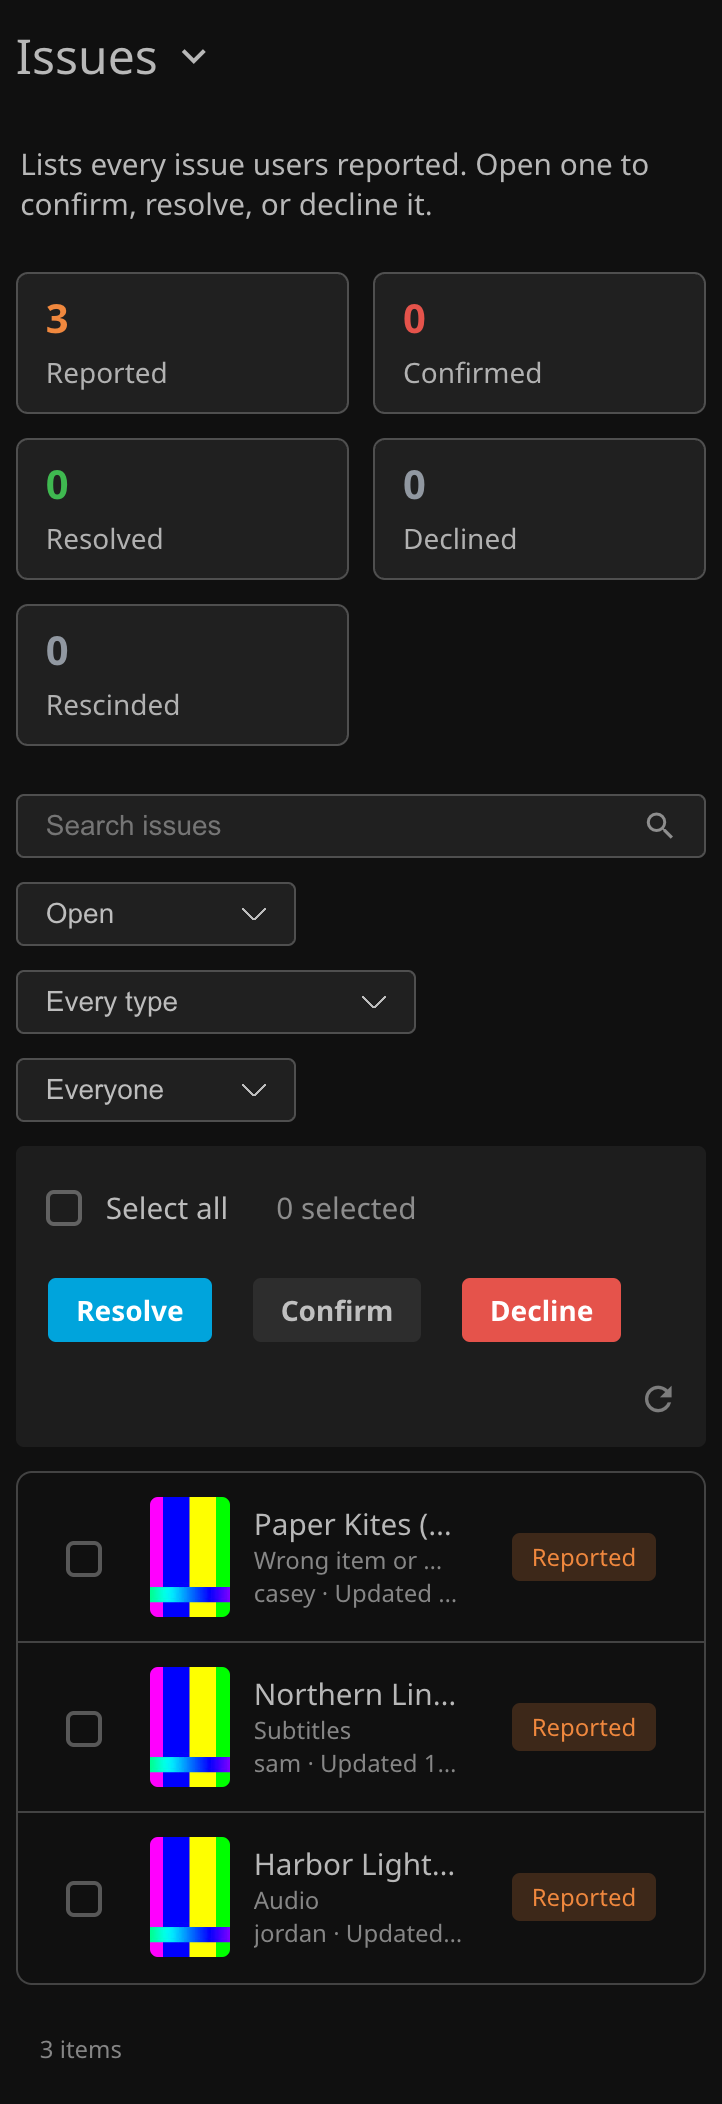 Issues
Lists every issue users reported. Open one to
confirm, resolve, or decline it.
3
Reported
0
Confirmed
0
Resolved
0
Declined
0
Rescinded
Search issues
Open
Every type
Everyone
Select all 0 selected
Resolve Confirm Decline
Paper Kites (...
Wrong item or ...
casey · Updated ...
Reported
Northern Lin...
Subtitles
sam · Updated 1...
Reported
Harbor Light...
Audio
jordan · Updated...
Reported
3 items